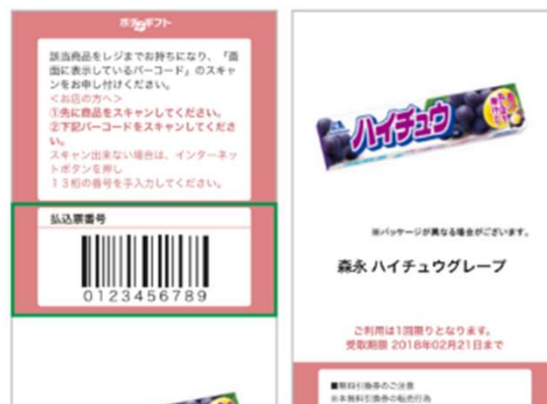 ポチッとギフト
該当商品をレジまでお持ちになり、「画
面に表示しているバーコード」のスキャ
ンをお申し付けください。
＜お店の方へ＞
①先に商品をスキャンしてください。
②下記バーコードをスキャンしてくださ
い。
スキャン出来ない場合は、インターネッ
トボタンを押し
１３桁の番号を手入力してください。
払込票番号
0123456789
ハイチュウ
※パッケージが異なる場合がございます。
森永 ハイチュウグレープ
ご利用は1回限りとなります。
受取期限 2018年02月21日まで
■無料引換券のご注意
※本無料引換券の転売行為